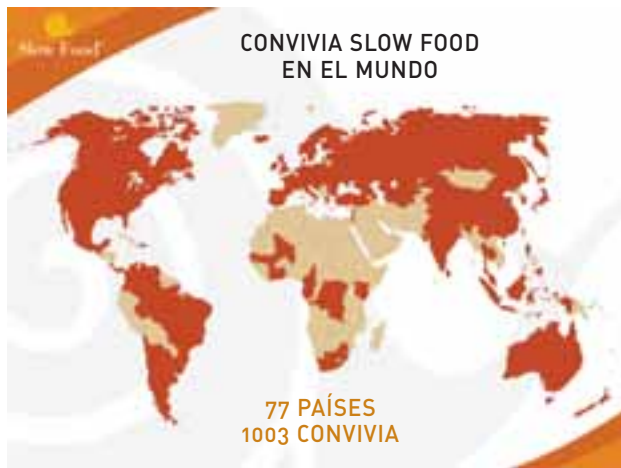 Slow Food
CONVIVIA SLOW FOOD
EN EL MUNDO
77 PAÍSES
1003 CONVIVIA